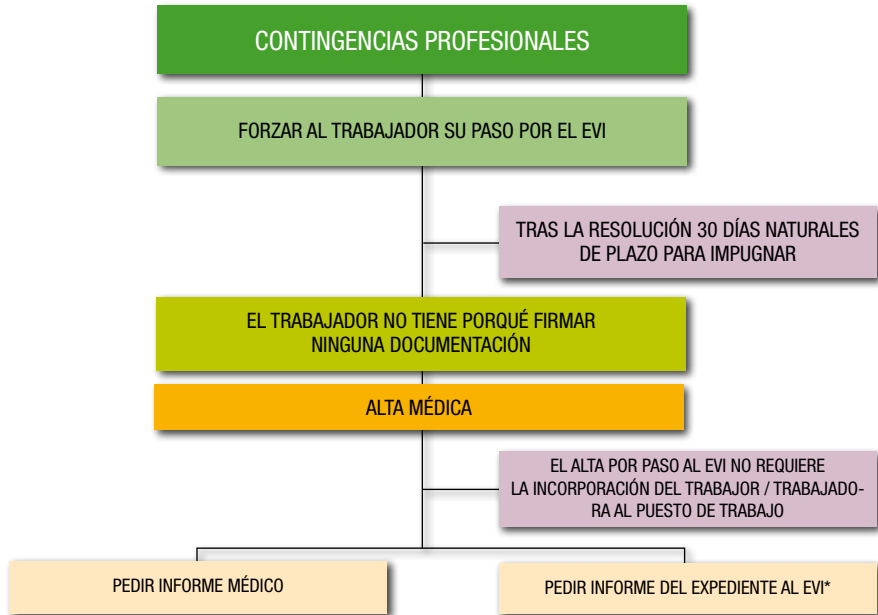 CONTINGENCIAS PROFESIONALES
FORZAR AL TRABAJADOR SU PASO POR EL EVI
TRAS LA RESOLUCIÓN 30 DÍAS NATURALES
DE PLAZO PARA IMPUGNAR
EL TRABAJADOR NO TIENE PORQUÉ FIRMAR
NINGUNA DOCUMENTACIÓN
ALTA MÉDICA
EL ALTA POR PASO AL EVI NO REQUIERE
LA INCORPORACIÓN DEL TRABAJOR / TRABAJADO-
RA AL PUESTO DE TRABAJO
PEDIR INFORME MÉDICO
PEDIR INFORME DEL EXPEDIENTE AL EVI*